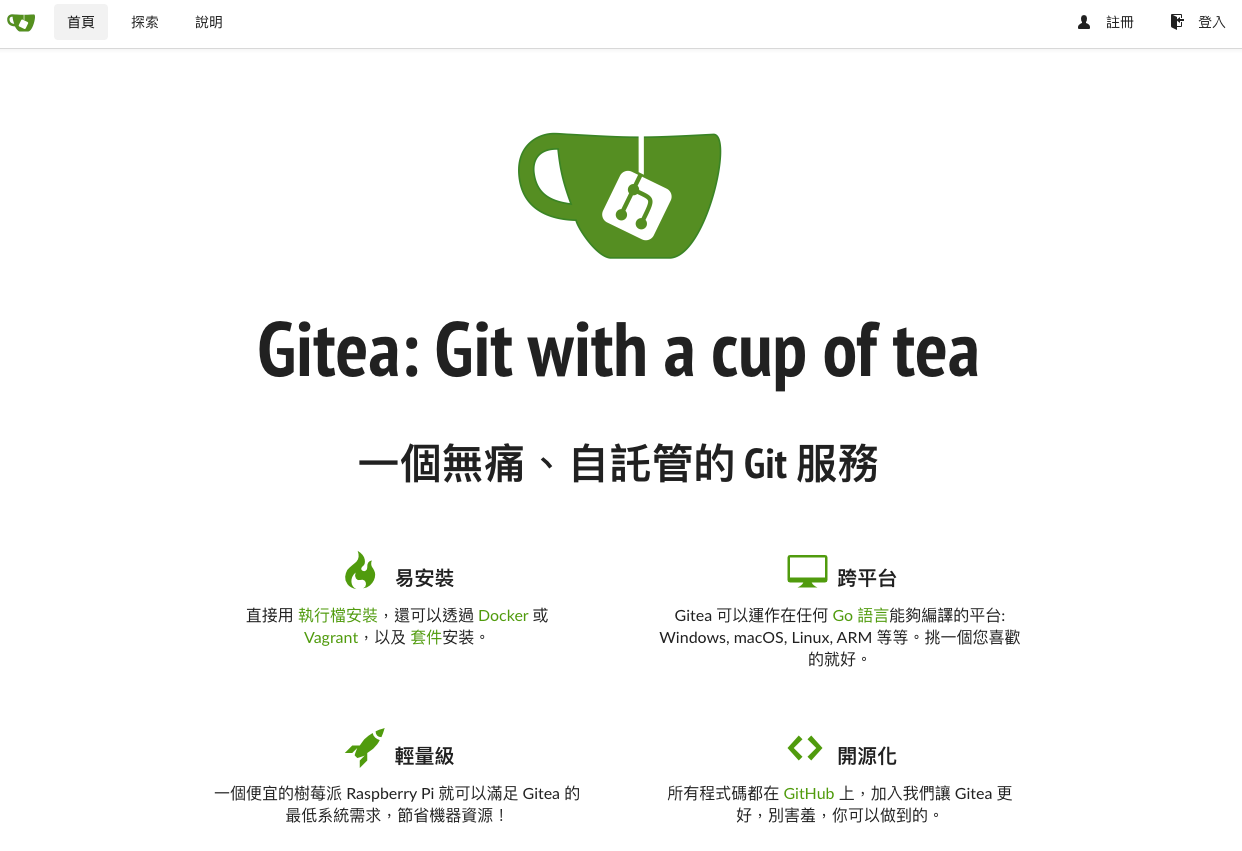 首頁 探索 說明 註冊 登入
Gitea: Git with a cup of tea
一個無痛、自託管的 Git 服務
易安裝
直接用 執行檔安裝，還可以透過 Docker 或
Vagrant，以及 套件安裝。
跨平台
Gitea 可以運作在任何 Go 語言能夠編譯的平台:
Windows, macOS, Linux, ARM 等等。挑一個您喜歡
的就好。
輕量級
一個便宜的樹莓派 Raspberry Pi 就可以滿足 Gitea 的
最低系統需求，節省機器資源！
開源化
所有程式碼都在 GitHub 上，加入我們讓 Gitea 更
好，別害羞，你可以做到的。